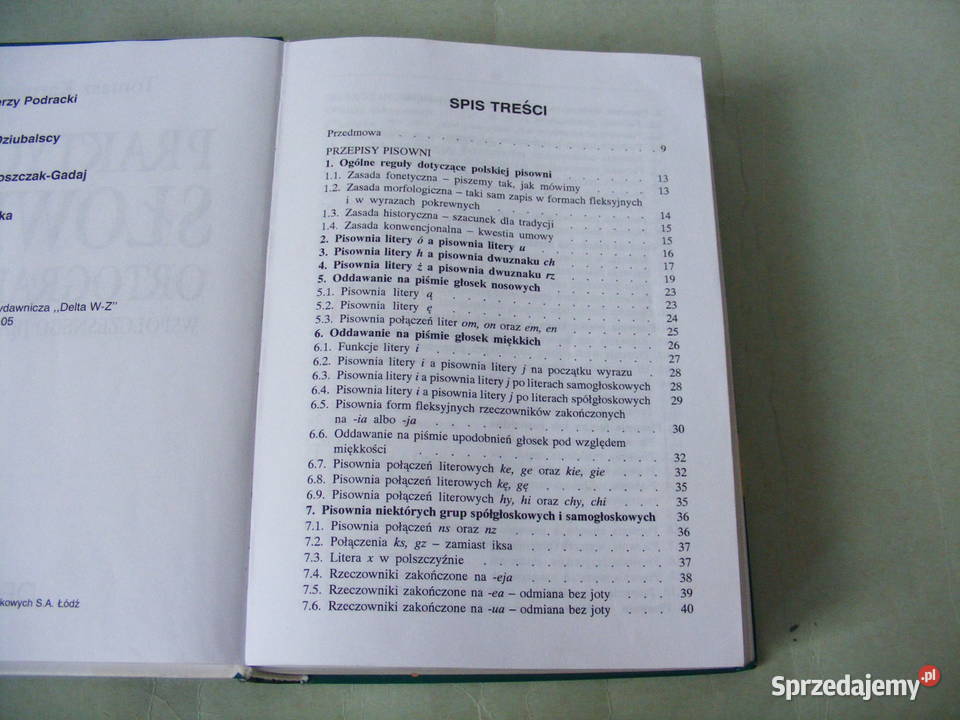 erzy Podracki
Dziubalscy
oszczak-Gadaj
ka
ydawnicza ,,Delta W-Z”
05
kowych S.A. Łódź
SPIS TREŚCI
Przedmowa . . . . . . . . . . . . . . . . 9
PRZEPISY PISOWNI
1. Ogólne reguły dotyczące polskiej pisowni . . . . . 13
1.1. Zasada fonetyczna – piszemy tak, jak mówimy . . . . 13
1.2. Zasada morfologiczna – taki sam zapis w formach fleksyjnych
i w wyrazach pokrewnych . . . . . . . . . . 14
1.3. Zasada historyczna – szacunek dla tradycji . . . . . 15
1.4. Zasada konwencjonalna – kwestia umowy . . . . . 15
2. Pisownia litery ó a pisownia litery u . . . . . . 16
3. Pisownia litery h a pisownia dwuznaku ch . . . . . 17
4. Pisownia litery ż a pisownia dwuznaku rz . . . . . 19
5. Oddawanie na piśmie głosek nosowych . . . . . 23
5.1. Pisownia litery ą . . . . . . . . . . . . 23
5.2. Pisownia litery ę . . . . . . . . . . . . 24
5.3. Pisownia połączeń liter om, on oraz em, en . . . . . 25
6. Oddawanie na piśmie głosek miękkich . . . . . . 26
6.1. Funkcje litery i . . . . . . . . . . . . . 27
6.2. Pisownia litery i a pisownia litery j na początku wyrazu . 28
6.3. Pisownia litery i a pisownia litery j po literach samogłoskowych 28
6.4. Pisownia litery i a pisownia litery j po literach spółgłoskowych 29
6.5. Pisownia form fleksyjnych rzeczowników zakończonych
na -ia albo -ja . . . . . . . . . . . . . 30
6.6. Oddawanie na piśmie upodobnień głosek pod względem
miękkości . . . . . . . . . . . . . . 32
6.7. Pisownia połączeń literowych ke, ge oraz kie, gie . . . 32
6.8. Pisownia połączeń literowych kę, gę . . . . . . . 35
6.9. Pisownia połączeń literowych hy, hi oraz chy, chi . . . 35
7. Pisownia niektórych grup spółgłoskowych i samogłoskowych 36
7.1. Pisownia połączeń ns oraz nz . . . . . . . . . 36
7.2. Połączenia ks, gz – zamiast iksa . . . . . . . . 37
7.3. Litera x w polszczyźnie . . . . . . . . . . 37
7.4. Rzeczowniki zakończone na -eja . . . . . . . . 38
7.5. Rzeczowniki zakończone na -ea – odmiana bez joty . . . 39
7.6. Rzeczowniki zakończone na -ua – odmiana bez joty . . . 40
Sprzedajemy.pl